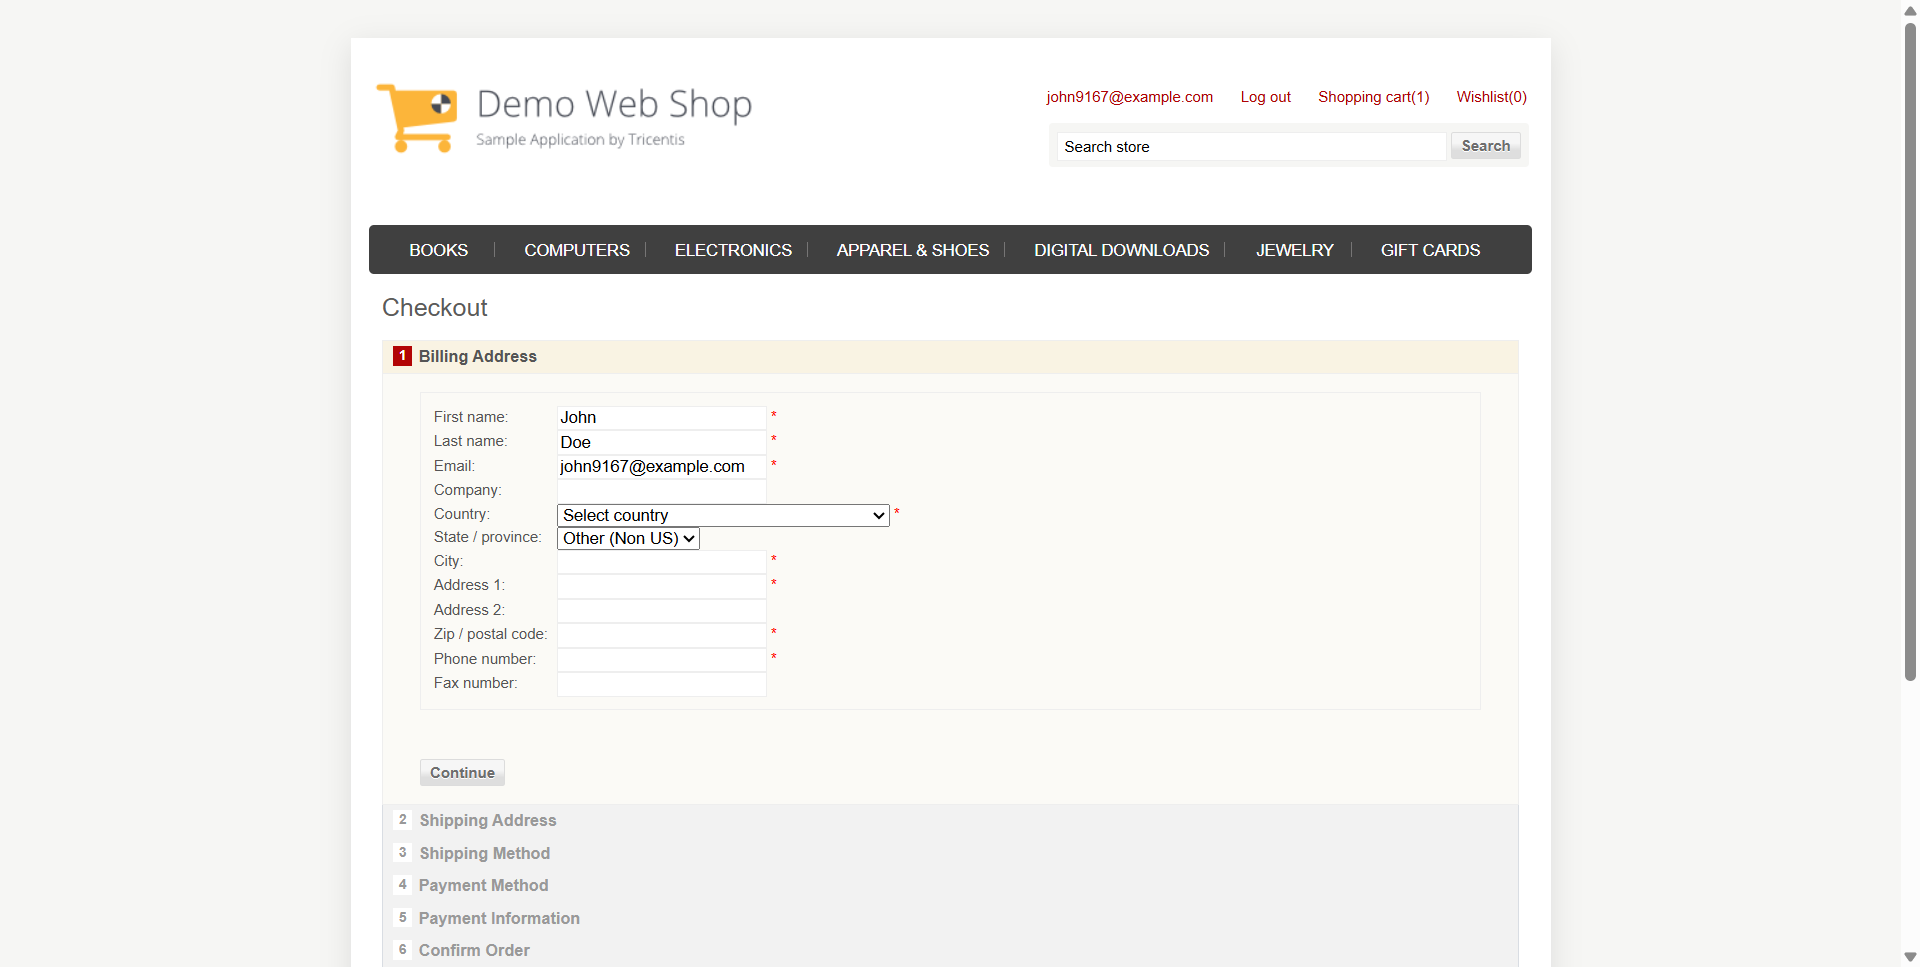 Demo Web Shop
Sample Application by Tricentis
john9167@example.com Log out Shopping cart(1) Wishlist(0)
Search store Search
BOOKS COMPUTERS ELECTRONICS APPAREL & SHOES DIGITAL DOWNLOADS JEWELRY GIFT CARDS
Checkout
1 Billing Address
First name: John *
Last name: Doe *
Email: john9167@example.com *
Company:
Country: Select country *
State / province: Other (Non US)
City: *
Address 1: *
Address 2:
Zip / postal code: *
Phone number: *
Fax number:
Continue
2 Shipping Address
3 Shipping Method
4 Payment Method
5 Payment Information
6 Confirm Order